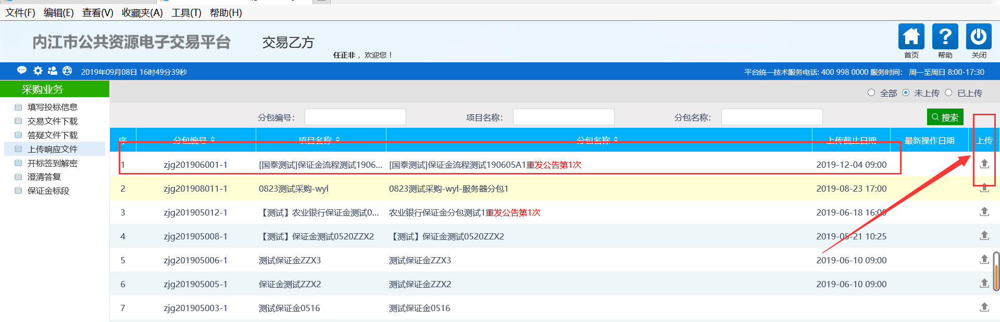 文件(F) 编辑(E) 查看(V) 收藏夹(A) 工具(T) 帮助(H)
内江市公共资源电子交易平台 交易乙方
任正非，欢迎您！
首页 帮助 关闭
2019年09月08日 16时49分39秒
平台统一技术服务电话: 400 998 0000 服务时间： 周一至周日 8:00-17:30
采购业务
填写投标信息
交易文件下载
答疑文件下载
上传响应文件
开标签到解密
澄清答复
保证金标段
全部 未上传 已上传
分包编号： 项目名称： 分包名称： 搜索
序 分包编号 项目名称 分包名称 上传截止日期 最新操作日期 上传
1 zjg201906001-1 [国泰测试]保证金流程测试1906... [国泰测试]保证金流程测试190605A1重发公告第1次 2019-12-04 09:00
2 zjg201908011-1 0823测试采购-wyl 0823测试采购-wyl-服务器分包1 2019-08-23 17:00
3 zjg201905012-1 【测试】农业银行保证金测试0... 农业银行保证金分包测试1重发公告第1次 2019-06-18 16:00
4 zjg201905008-1 【测试】保证金测试0520ZZX2 【测试】保证金测试0520ZZX2 2019-05-21 10:25
5 zjg201905006-1 测试保证金ZZX3 测试保证金ZZX3 2019-06-10 09:00
6 zjg201905005-1 保证金测试ZZX2 测试保证金ZZX2 2019-06-10 09:00
7 zjg201905003-1 测试保证金0516 测试保证金0516